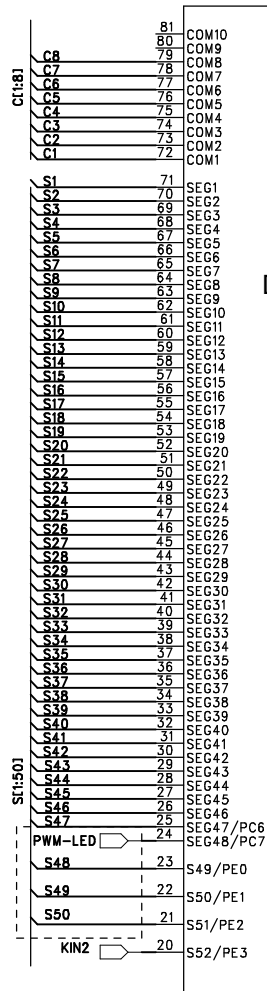 C[1:8]
81 COM10
80 COM9
C8 79 COM8
C7 78 COM7
C6 77 COM6
C5 76 COM5
C4 75 COM4
C3 74 COM3
C2 73 COM2
C1 72 COM1
S1 71 SEG1
S2 70 SEG2
S3 69 SEG3
S4 68 SEG4
S5 67 SEG5
S6 66 SEG6
S7 65 SEG7
S8 64 SEG8
S9 63 SEG9
S10 62 SEG10
S11 61 SEG11
S12 60 SEG12
S13 59 SEG13
S14 58 SEG14
S15 57 SEG15
S16 56 SEG16
S17 55 SEG17
S18 54 SEG18
S19 53 SEG19
S20 52 SEG20
S21 51 SEG21
S22 50 SEG22
S23 49 SEG23
S24 48 SEG24
S25 47 SEG25
S26 46 SEG26
S27 45 SEG27
S28 44 SEG28
S29 43 SEG29
S30 42 SEG30
S31 41 SEG31
S32 40 SEG32
S33 39 SEG33
S34 38 SEG34
S35 37 SEG35
S36 36 SEG36
S37 35 SEG37
S38 34 SEG38
S39 33 SEG39
S40 32 SEG40
S41 31 SEG41
S42 30 SEG42
S43 29 SEG43
S44 28 SEG44
S45 27 SEG45
S46 26 SEG46
S47 25 SEG47/PC6
S[1:50]
PWM-LED 24 SEG48/PC7
S48 23 S49/PE0
S49 22 S50/PE1
S50 21 S51/PE2
KIN2 20 S52/PE3